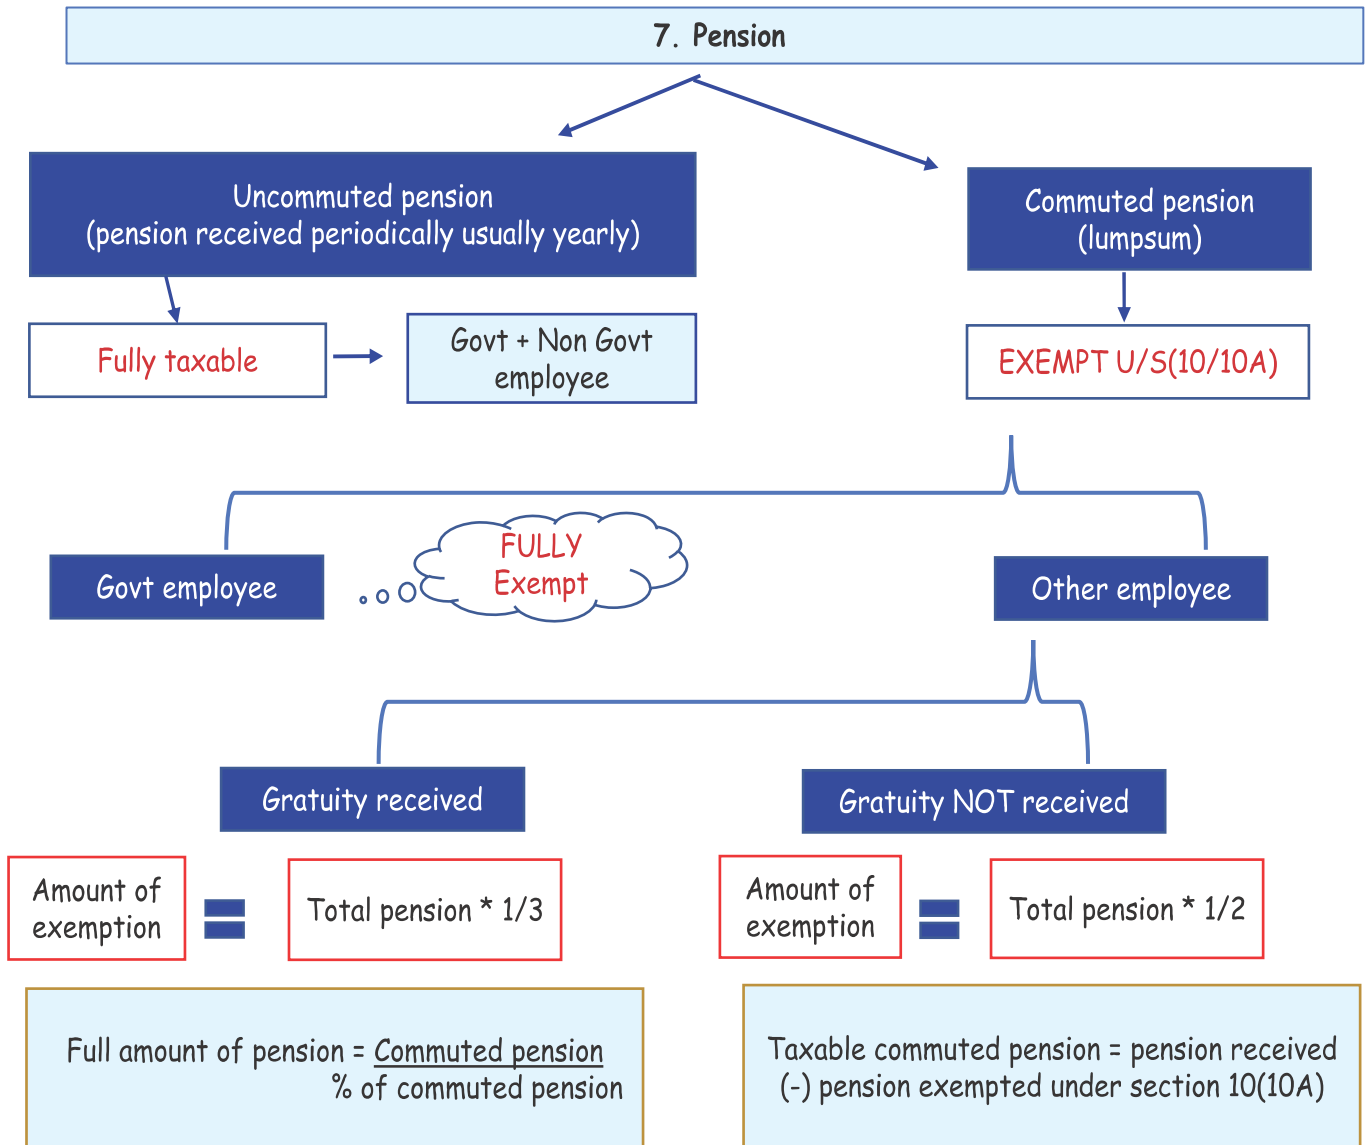 7. Pension
Uncommuted pension
(pension received periodically usually yearly)
Commuted pension
(lumpsum)
Fully taxable
Govt + Non Govt
employee
EXEMPT U/S(10/10A)
Govt employee
FULLY
Exempt
Other employee
Gratuity received
Gratuity NOT received
Amount of
exemption
Total pension * 1/3
Amount of
exemption
Total pension * 1/2
Full amount of pension = Commuted pension
% of commuted pension
Taxable commuted pension = pension received
(-) pension exempted under section 10(10A)